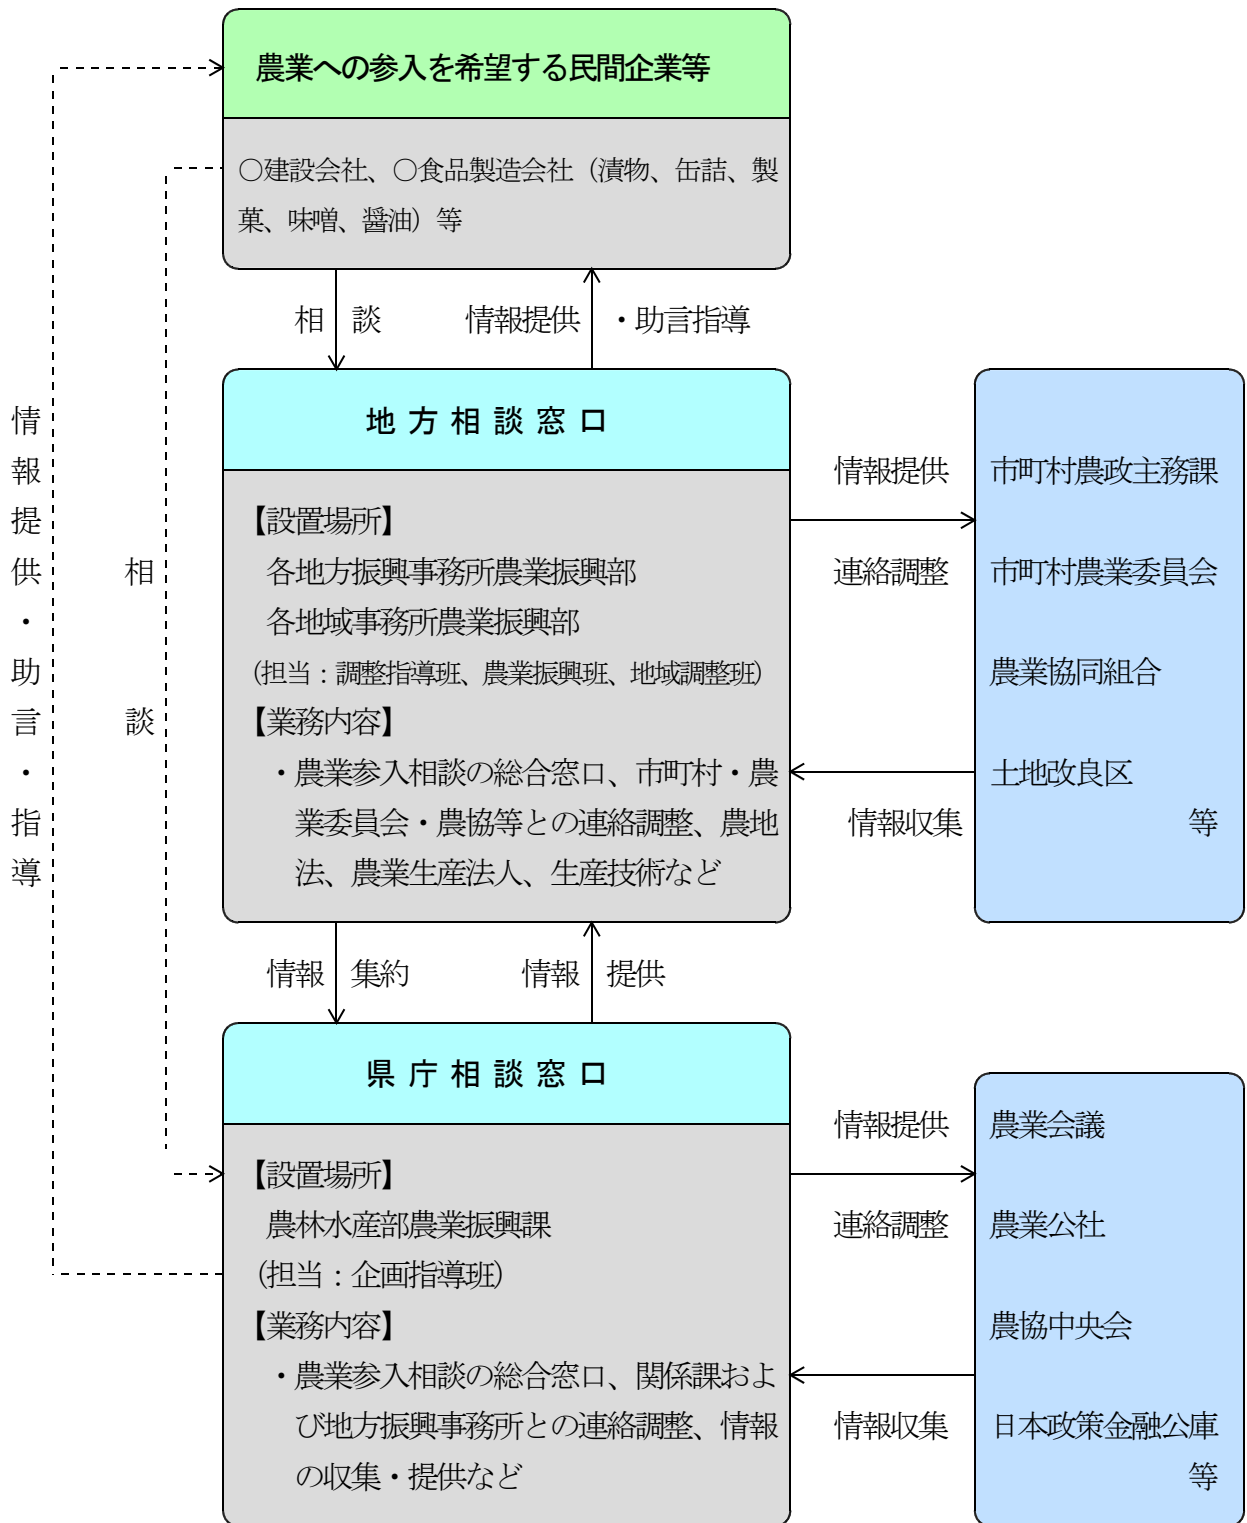 農業への参入を希望する民間企業等
○建設会社、○食品製造会社（漬物、缶詰、製
菓、味噌、醤油）等
相 談
情報提供 ・助言指導
情報提供・助言・指導
相談
地方相談窓口
【設置場所】
各地方振興事務所農業振興部
各地域事務所農業振興部
（担当：調整指導班、農業振興班、地域調整班）
【業務内容】
・農業参入相談の総合窓口、市町村・農
業委員会・農協等との連絡調整、農地
法、農業生産法人、生産技術など
情報提供
連絡調整
情報収集
市町村農政主務課
市町村農業委員会
農業協同組合
土地改良区
等
情報 集約
情報 提供
県庁相談窓口
【設置場所】
農林水産部農業振興課
（担当：企画指導班）
【業務内容】
・農業参入相談の総合窓口、関係課およ
び地方振興事務所との連絡調整、情報
の収集・提供など
情報提供
連絡調整
情報収集
農業会議
農業公社
農協中央会
日本政策金融公庫
等